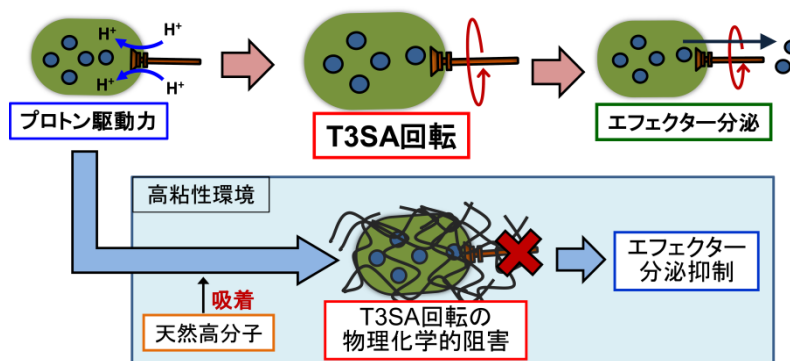 H⁺
H⁺
H⁺
H⁺
プロトン駆動力
T3SA回転
エフェクター分泌
高粘性環境
吸着
天然高分子
T3SA回転の
物理化学的阻害
エフェクター
分泌抑制